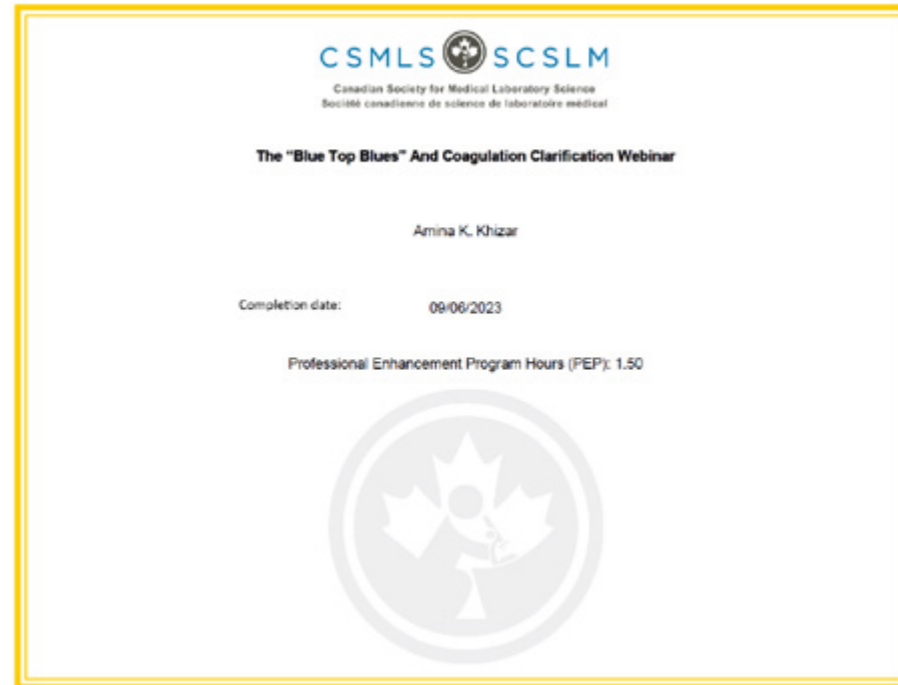 CSMLS SCSLM
Canadian Society for Medical Laboratory Science
Société canadienne de science de laboratoire médical
The “Blue Top Blues” And Coagulation Clarification Webinar
Amina K. Khizar
Completion date: 09/06/2023
Professional Enhancement Program Hours (PEP): 1.50